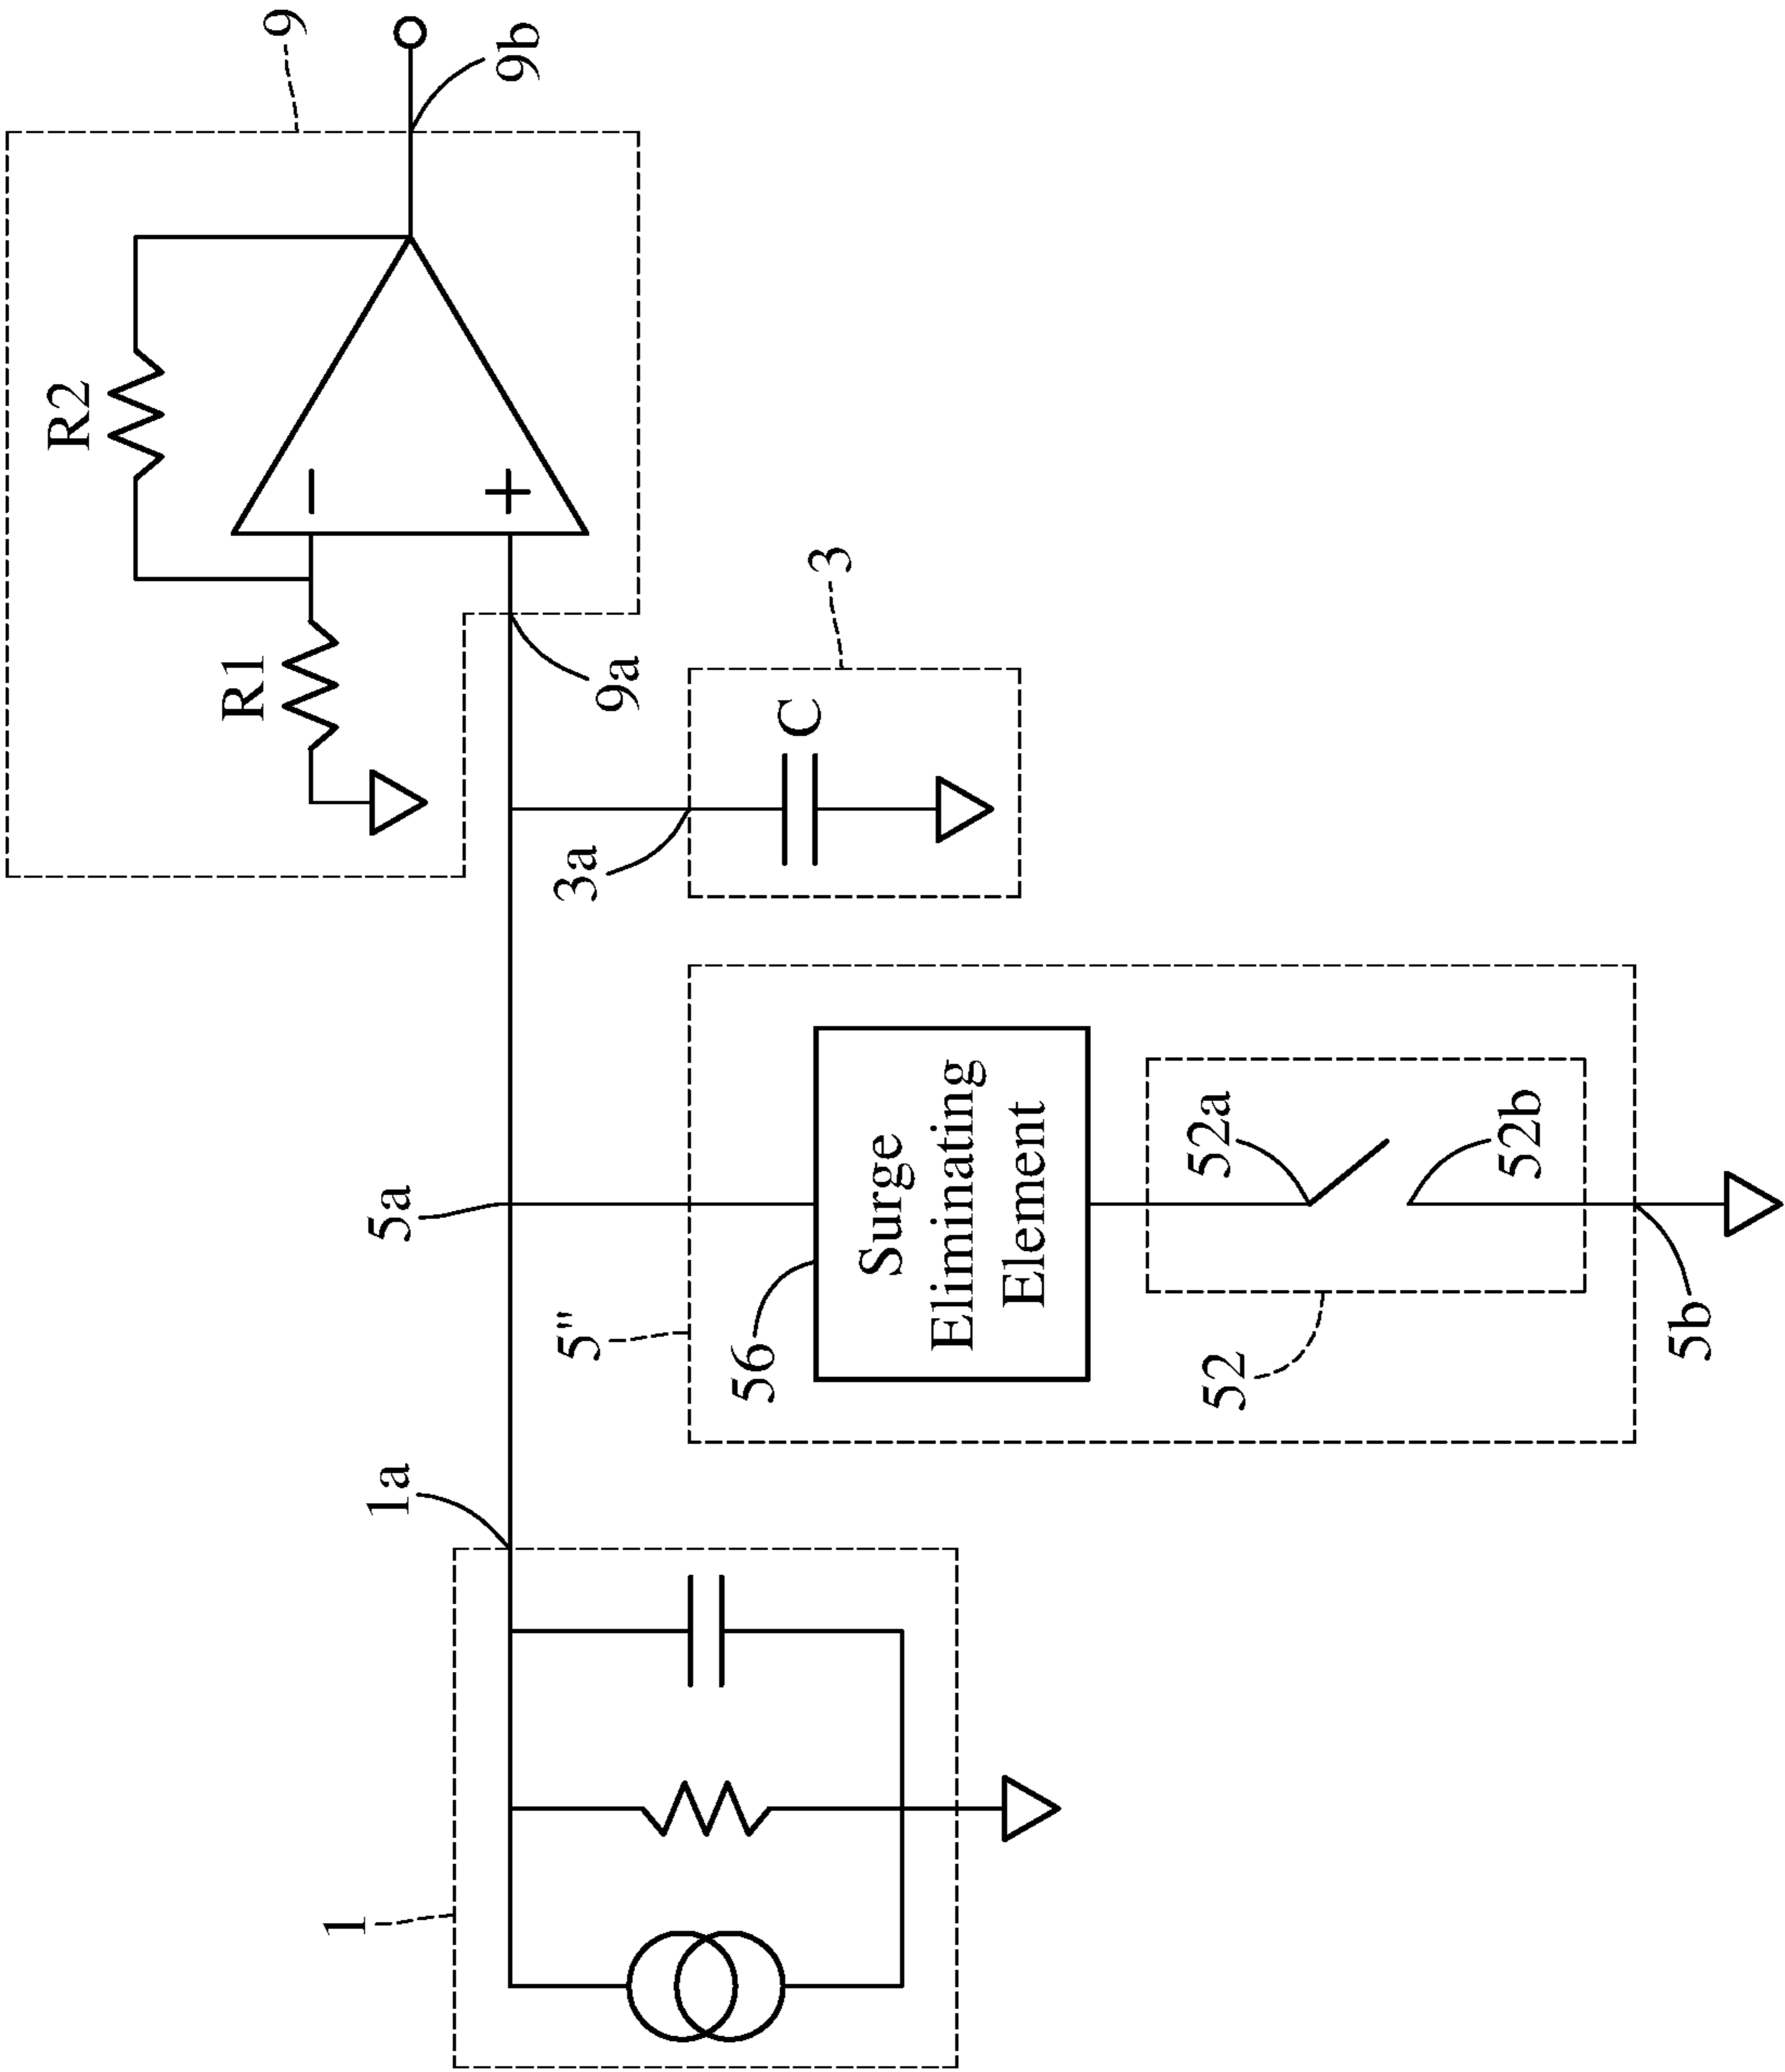 9
9b
R2
−
+
R1
9a
3
C
3a
5a
5"
56
Surge
Eliminating
Element
52a
52b
52
5b
1a
1